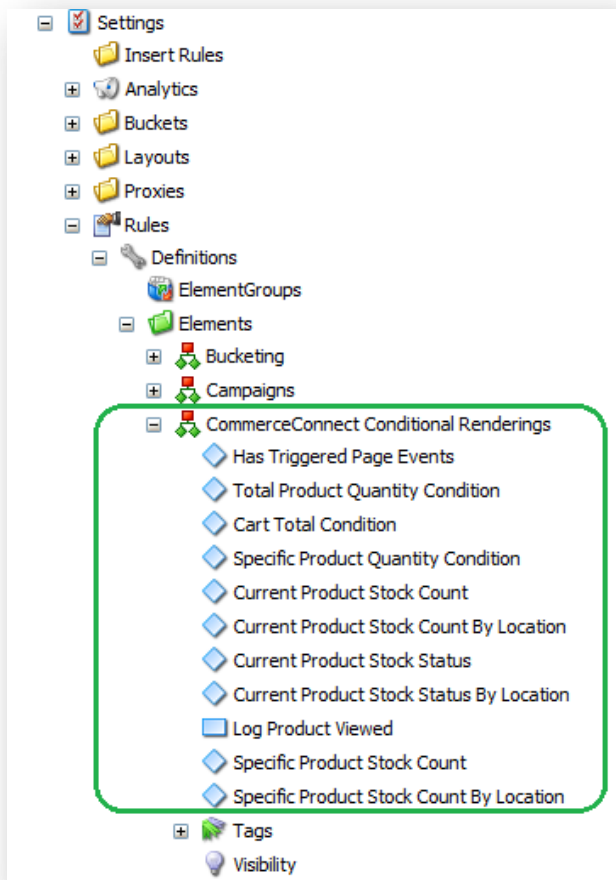 Settings
Insert Rules
Analytics
Buckets
Layouts
Proxies
Rules
Definitions
ElementGroups
Elements
Bucketing
Campaigns
CommerceConnect Conditional Renderings
Has Triggered Page Events
Total Product Quantity Condition
Cart Total Condition
Specific Product Quantity Condition
Current Product Stock Count
Current Product Stock Count By Location
Current Product Stock Status
Current Product Stock Status By Location
Log Product Viewed
Specific Product Stock Count
Specific Product Stock Count By Location
Tags
Visibility